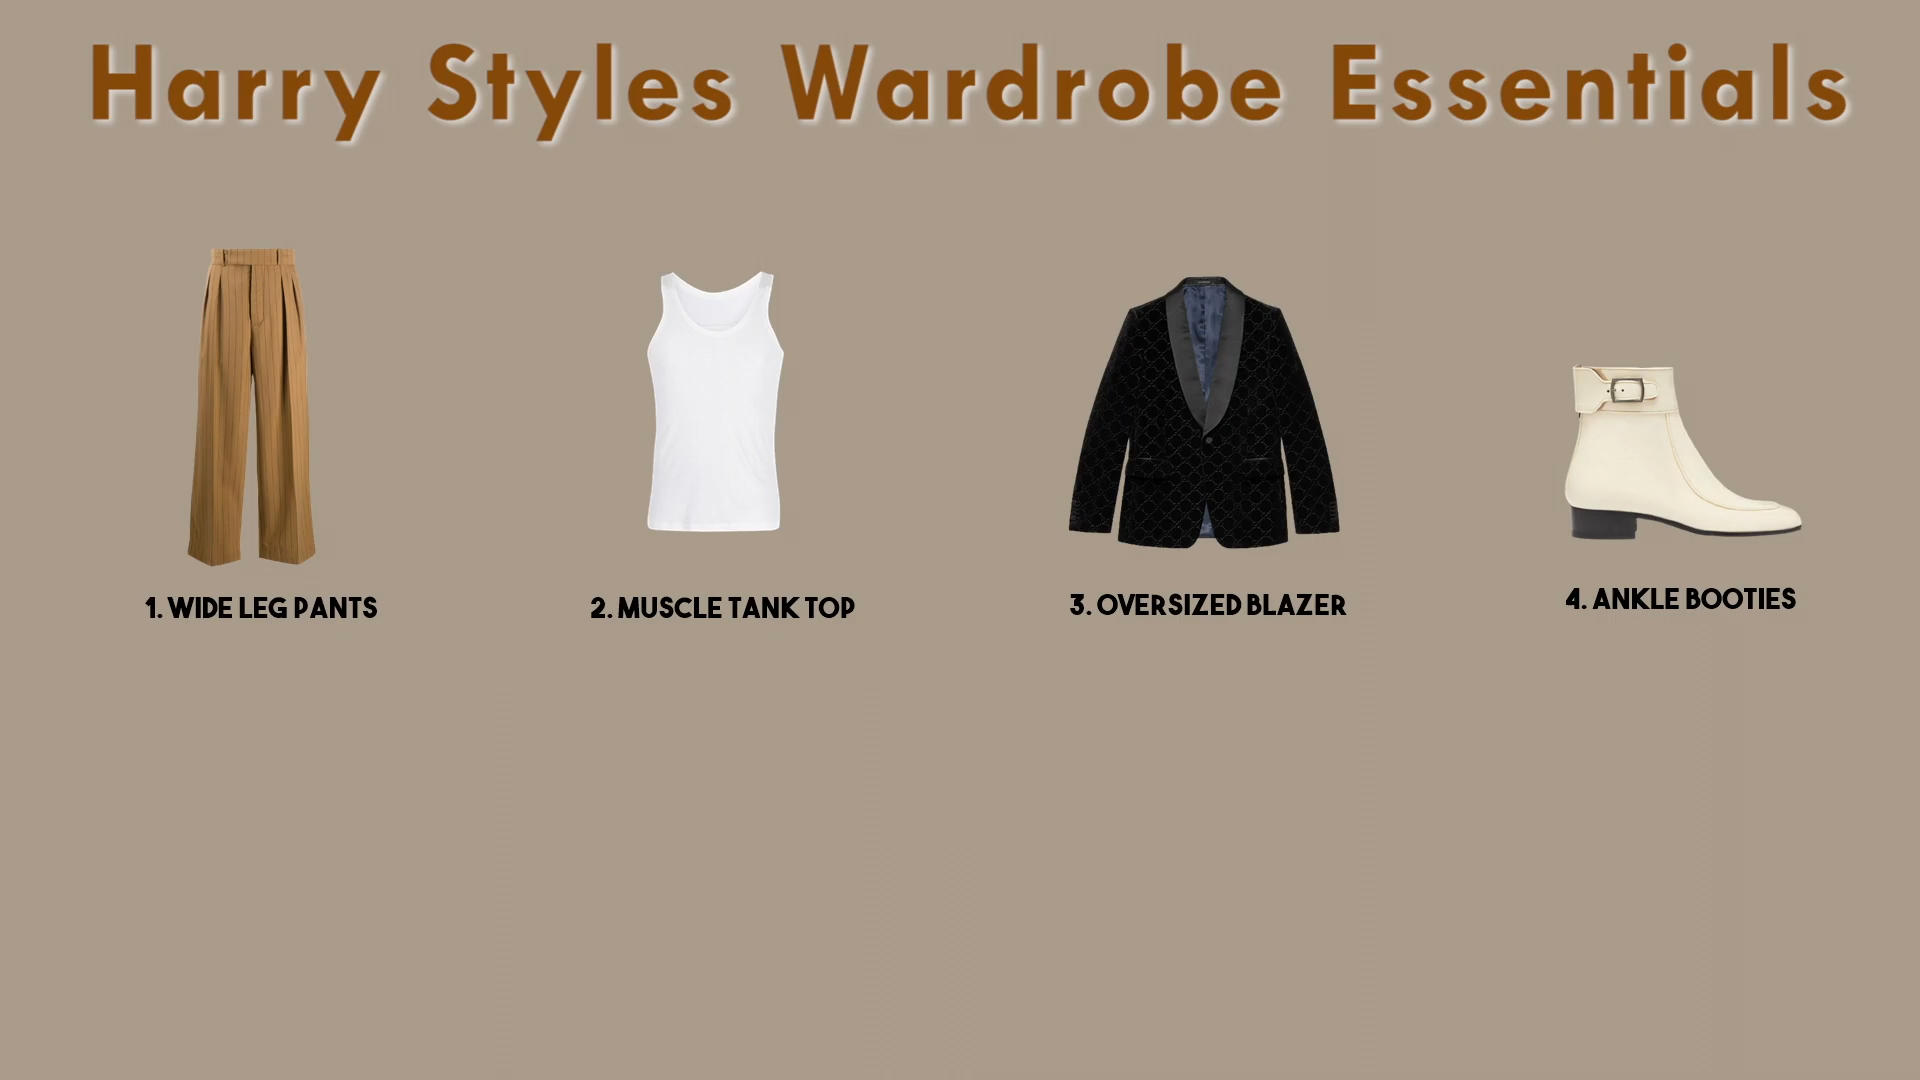 Harry Styles Wardrobe Essentials
1. WIDE LEG PANTS
2. MUSCLE TANK TOP
3. OVERSIZED BLAZER
4. ANKLE BOOTIES